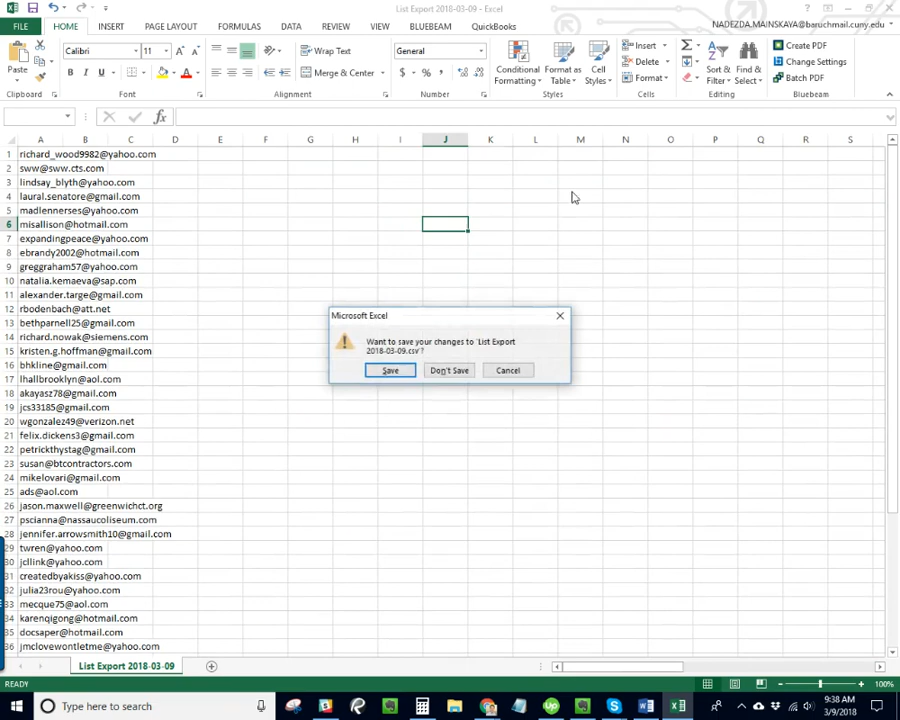 List Export 2018-03-09 - Excel
FILE HOME INSERT PAGE LAYOUT FORMULAS DATA REVIEW VIEW BLUEBEAM QuickBooks
NADEZDA.MAINSKAYA@baruchmail.cuny.edu
Calibri 11 Wrap Text General Insert Create PDF
Paste B I U Merge & Center $ % , Conditional Formatting Format as Table Cell Styles Delete Format Sort & Filter Find & Select Change Settings Batch PDF
Clipboard Font Alignment Number Styles Cells Editing Bluebeam
fx
A B C D E F G H I J K L M N O P Q R S
1 richard_wood9982@yahoo.com
2 sww@sww.cts.com
3 lindsay_blyth@yahoo.com
4 laural.senatore@gmail.com
5 madlennerses@yahoo.com
6 misallison@hotmail.com
7 expandingpeace@yahoo.com
8 ebrandy2002@hotmail.com
9 greggraham57@yahoo.com
10 natalia.kemaeva@sap.com
11 alexander.targe@gmail.com
12 rbodenbach@att.net
13 bethparnell25@gmail.com
14 richard.nowak@siemens.com
15 kristen.g.hoffman@gmail.com
16 bhkline@gmail.com
17 lhallbrooklyn@aol.com
18 akayasz78@gmail.com
19 jcs33185@gmail.com
20 wgonzalez49@verizon.net
21 felix.dickens3@gmail.com
22 petrickthystag@gmail.com
23 susan@btcontractors.com
24 mikelovari@gmail.com
25 ads@aol.com
26 jason.maxwell@greenwichct.org
27 pscianna@nassaucoliseum.com
28 jennifer.arrowsmith10@gmail.com
29 twren@yahoo.com
30 jcllink@yahoo.com
31 createdbyakiss@yahoo.com
32 julia23rou@yahoo.com
33 mecque75@aol.com
34 karenqigong@hotmail.com
35 docsaper@hotmail.com
36 jmclovewontletme@yahoo.com
Microsoft Excel
Want to save your changes to 'List Export
2018-03-09.csv'?
Save Don't Save Cancel
List Export 2018-03-09
READY 100%
Type here to search
9:38 AM
3/9/2018